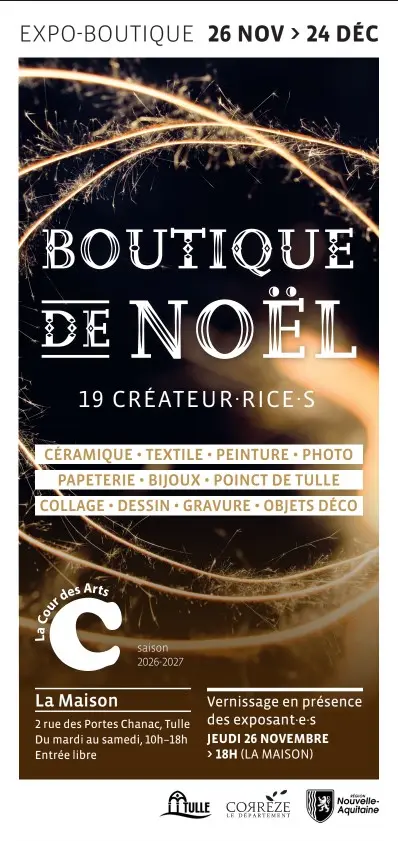 EXPO-BOUTIQUE 26 NOV > 24 DÉC
BOUTIQUE
DE NOËL
19 CRÉATEUR·RICE·S
CÉRAMIQUE • TEXTILE • PEINTURE • PHOTO
PAPETERIE • BIJOUX • POINCT DE TULLE
COLLAGE • DESSIN • GRAVURE • OBJETS DÉCO
La Cour des Arts
saison
2026-2027
La Maison
2 rue des Portes Chanac, Tulle
Du mardi au samedi, 10h–18h
Entrée libre
Vernissage en présence
des exposant·e·s
JEUDI 26 NOVEMBRE
> 18H (LA MAISON)
TULLE
CORRÈZE
LE DÉPARTEMENT
RÉGION
Nouvelle-
Aquitaine